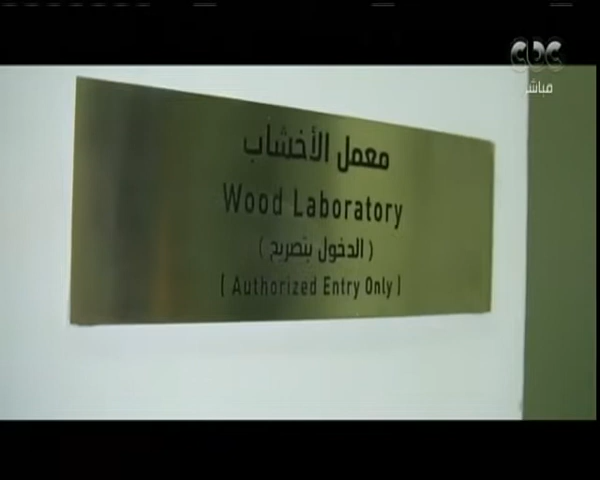 cbc
مباشر
معمل الأخشاب
Wood Laboratory
( الدخول بتصريح )
[ Authorized Entry Only ]